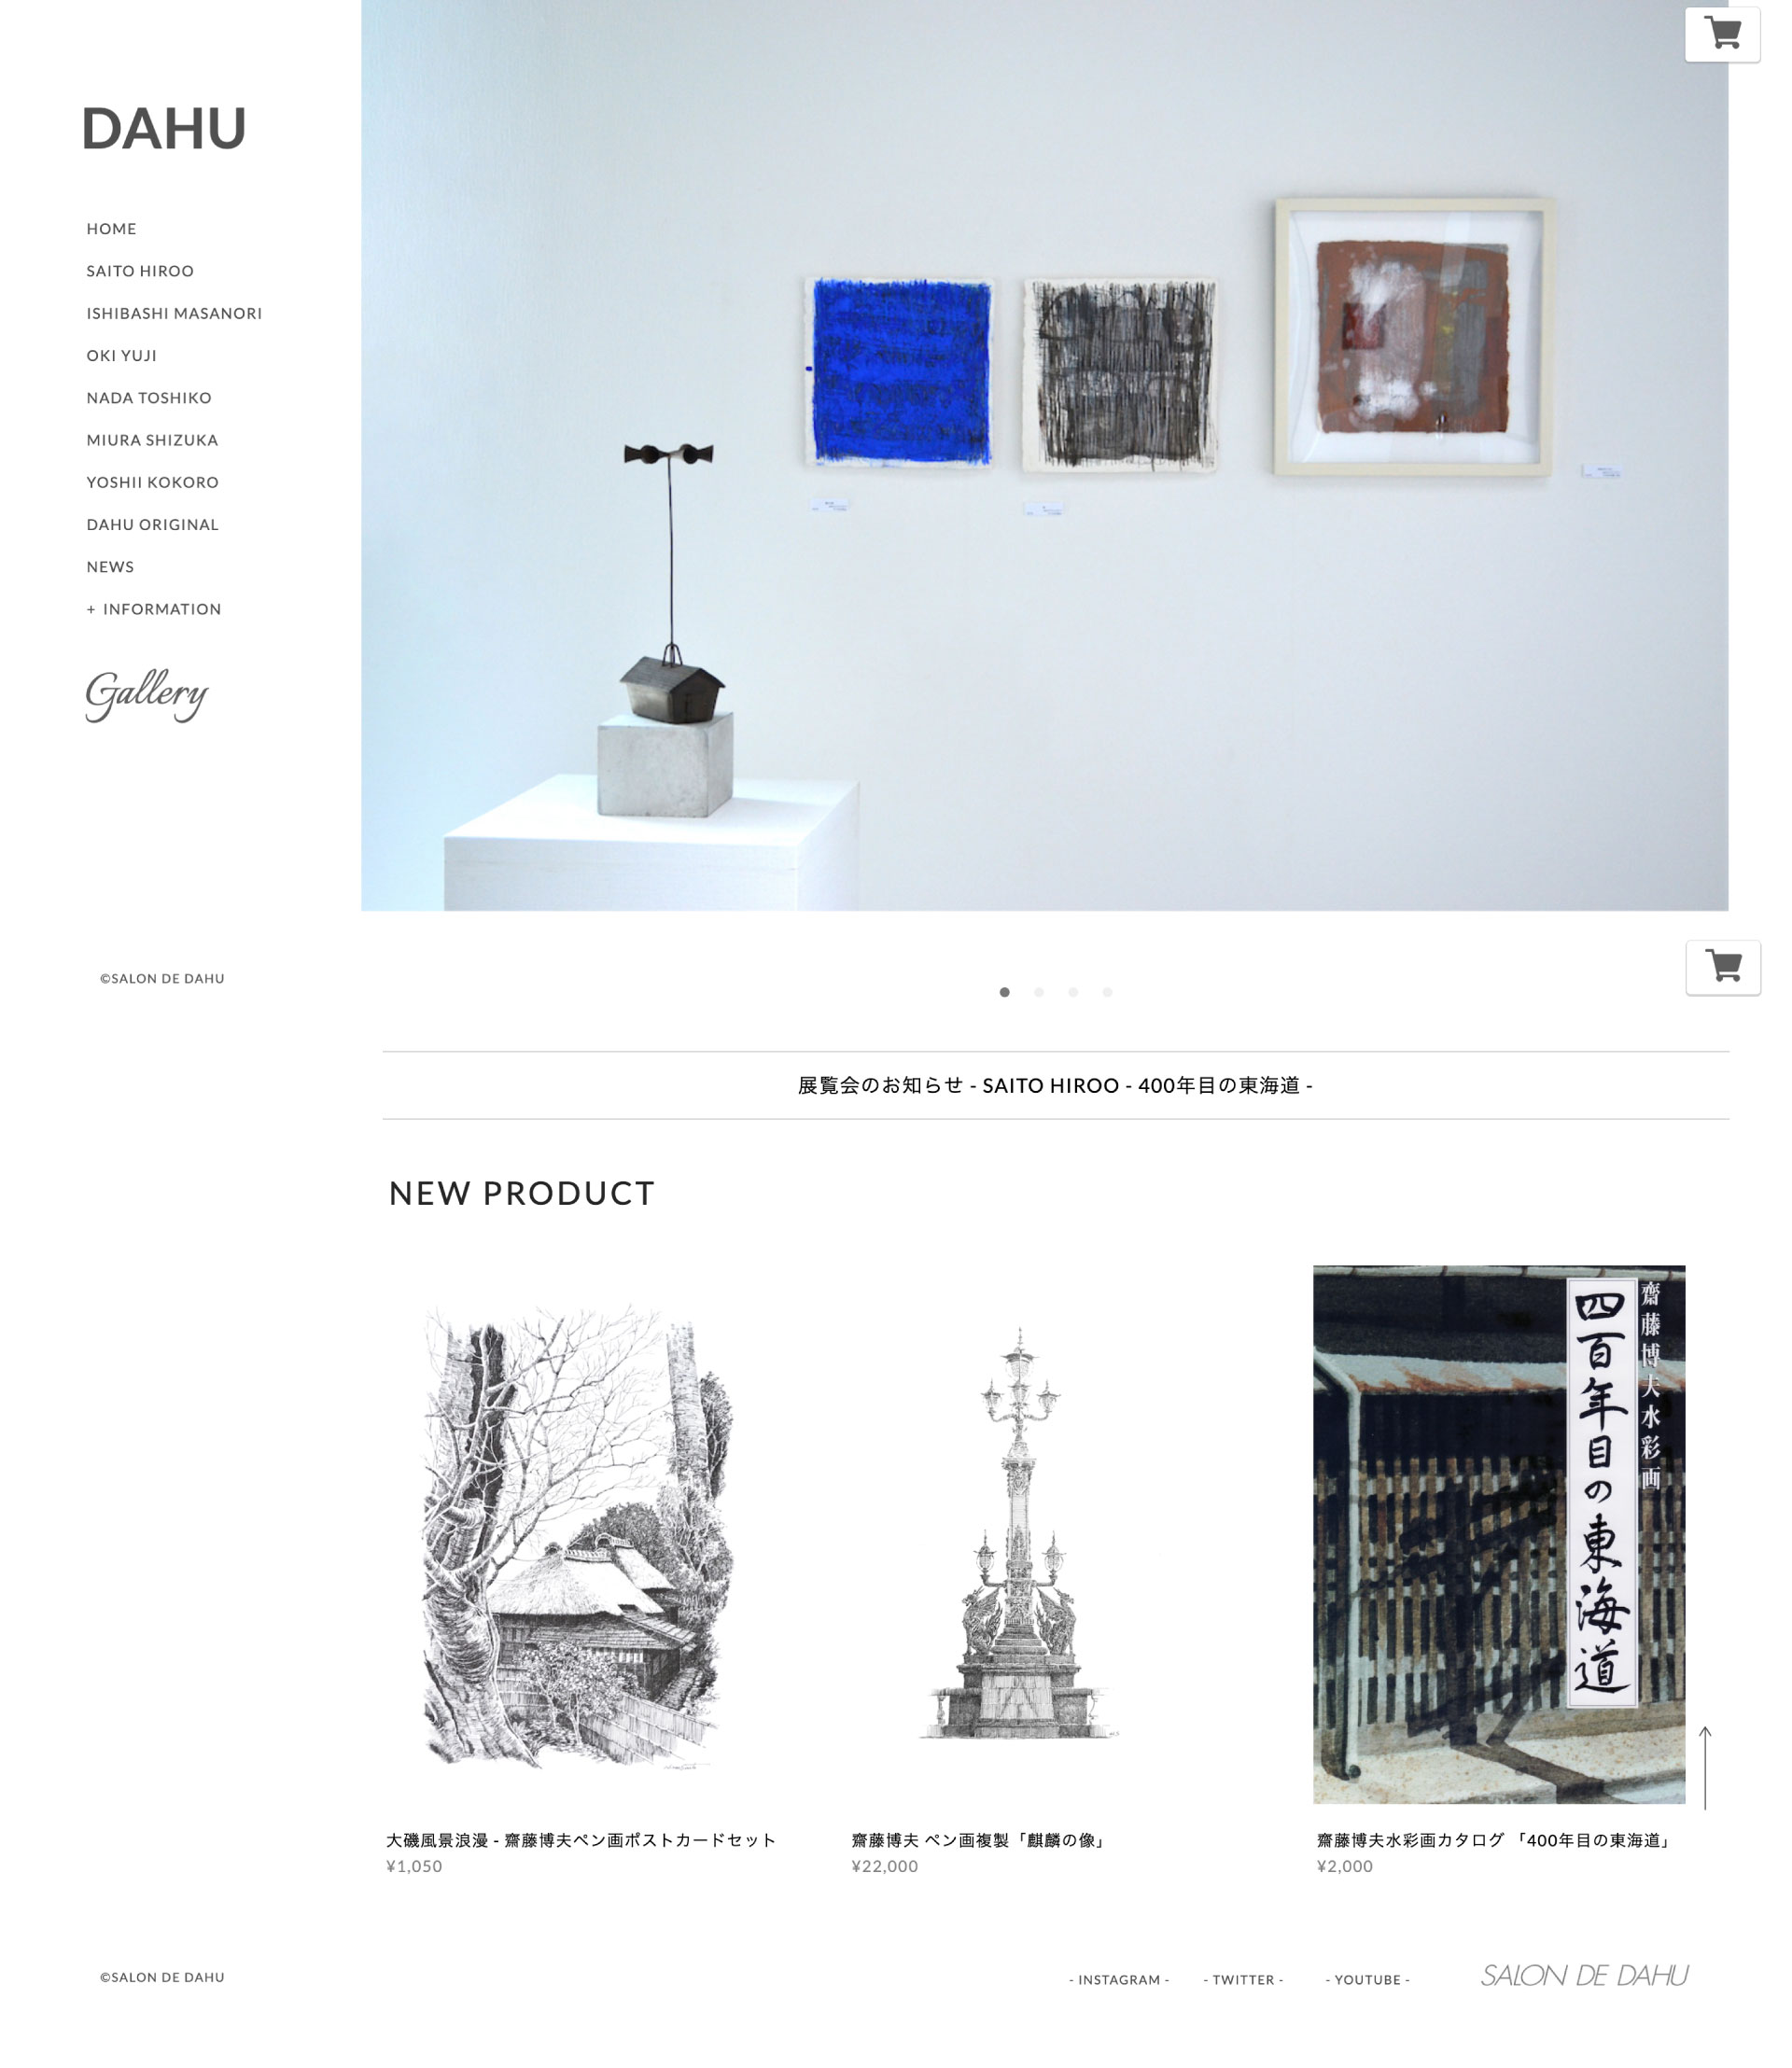 DAHU
HOME
SAITO HIROO
ISHIBASHI MASANORI
OKI YUJI
NADA TOSHIKO
MIURA SHIZUKA
YOSHII KOKORO
DAHU ORIGINAL
NEWS
+ INFORMATION
Gallery
©SALON DE DAHU
展覧会のお知らせ - SAITO HIROO - 400年目の東海道 -
NEW PRODUCT
齋藤博夫水彩画
四百年目の東海道
大磯風景浪漫 - 齋藤博夫ペン画ポストカードセット
¥1,050
齋藤博夫 ペン画複製「麒麟の像」
¥22,000
齋藤博夫水彩画カタログ 「400年目の東海道」
¥2,000
©SALON DE DAHU
- INSTAGRAM -
- TWITTER -
- YOUTUBE -
SALON DE DAHU